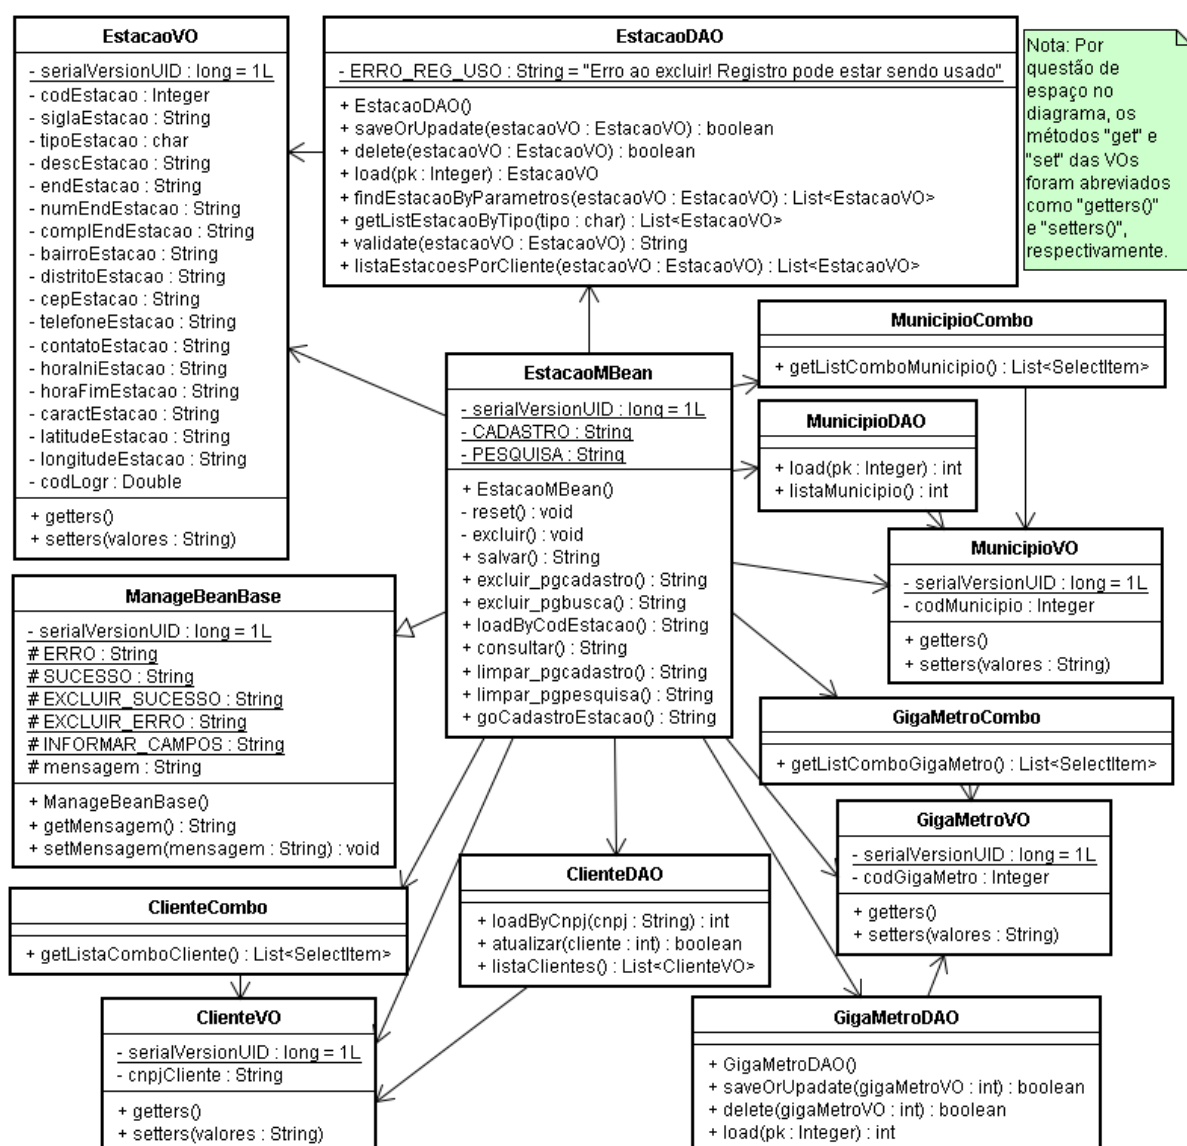 EstacaoVO
- serialVersionUID : long = 1L
- codEstacao : Integer
- siglaEstacao : String
- tipoEstacao : char
- descEstacao : String
- endEstacao : String
- numEndEstacao : String
- complEndEstacao : String
- bairroEstacao : String
- distritoEstacao : String
- cepEstacao : String
- telefoneEstacao : String
- contatoEstacao : String
- horaIniEstacao : String
- horaFimEstacao : String
- caractEstacao : String
- latitudeEstacao : String
- longitudeEstacao : String
- codLogr : Double
+ getters()
+ setters(valores : String)
EstacaoDAO
- ERRO_REG_USO : String = "Erro ao excluir! Registro pode estar sendo usado"
+ EstacaoDAO()
+ saveOrUpadate(estacaoVO : EstacaoVO) : boolean
+ delete(estacaoVO : EstacaoVO) : boolean
+ load(pk : Integer) : EstacaoVO
+ findEstacaoByParametros(estacaoVO : EstacaoVO) : List<EstacaoVO>
+ getListEstacaoByTipo(tipo : char) : List<EstacaoVO>
+ validate(estacaoVO : EstacaoVO) : String
+ listaEstacoesPorCliente(estacaoVO : EstacaoVO) : List<EstacaoVO>
Nota: Por
questão de
espaço no
diagrama, os
métodos "get" e
"set" das VOs
foram abreviados
como "getters()"
e "setters()",
respectivamente.
EstacaoMBean
- serialVersionUID : long = 1L
- CADASTRO : String
- PESQUISA : String
+ EstacaoMBean()
- reset() : void
- excluir() : void
+ salvar() : String
+ excluir_pgcadastro() : String
+ excluir_pgbusca() : String
+ loadByCodEstacao() : String
+ consultar() : String
+ limpar_pgcadastro() : String
+ limpar_pgpesquisa() : String
+ goCadastroEstacao() : String
MunicipioCombo
+ getListComboMunicipio() : List<SelectItem>
MunicipioDAO
+ load(pk : Integer) : int
+ listaMunicipio() : int
MunicipioVO
- serialVersionUID : long = 1L
- codMunicipio : Integer
+ getters()
+ setters(valores : String)
ManageBeanBase
- serialVersionUID : long = 1L
# ERRO : String
# SUCESSO : String
# EXCLUIR_SUCESSO : String
# EXCLUIR_ERRO : String
# INFORMAR_CAMPOS : String
# mensagem : String
+ ManageBeanBase()
+ getMensagem() : String
+ setMensagem(mensagem : String) : void
GigaMetroCombo
+ getListComboGigaMetro() : List<SelectItem>
GigaMetroVO
- serialVersionUID : long = 1L
- codGigaMetro : Integer
+ getters()
+ setters(valores : String)
ClienteDAO
+ loadByCnpj(cnpj : String) : int
+ atualizar(cliente : int) : boolean
+ listaClientes() : List<ClienteVO>
ClienteCombo
+ getListaComboCliente() : List<SelectItem>
ClienteVO
- serialVersionUID : long = 1L
- cnpjCliente : String
+ getters()
+ setters(valores : String)
GigaMetroDAO
+ GigaMetroDAO()
+ saveOrUpadate(gigaMetroVO : int) : boolean
+ delete(gigaMetroVO : int) : boolean
+ load(pk : Integer) : int